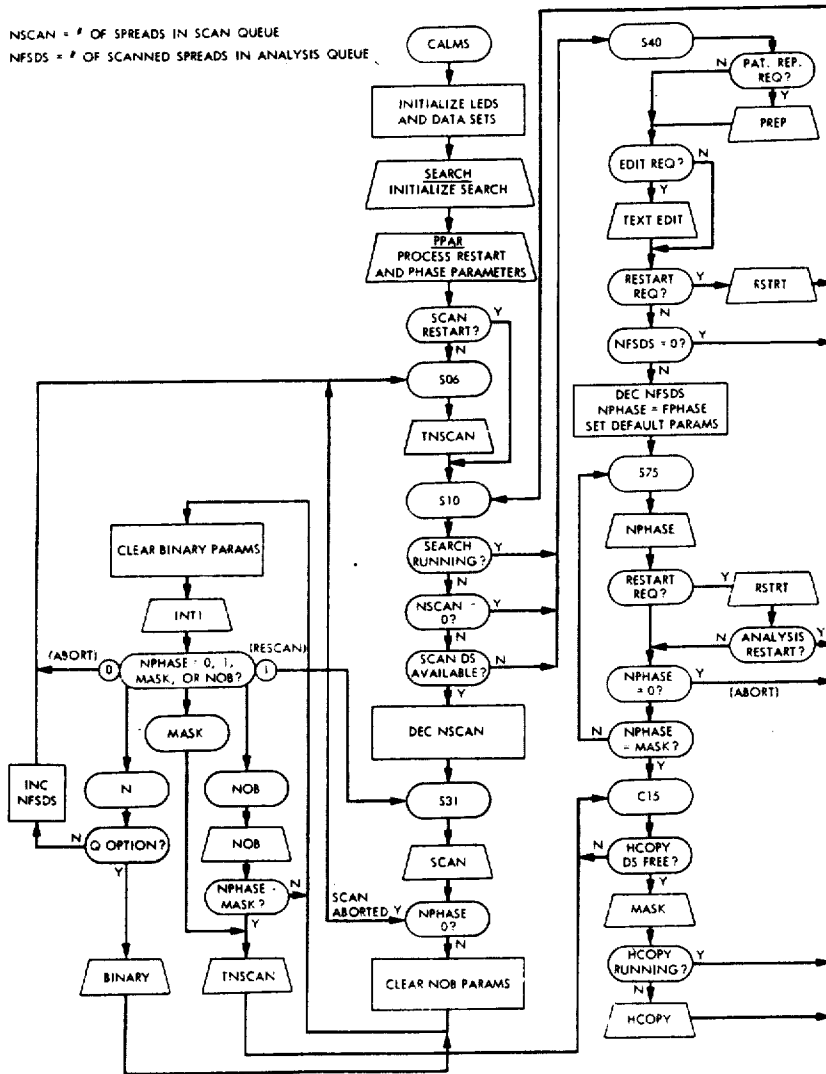 NSCAN = # OF SPREADS IN SCAN QUEUE
NFSDS = # OF SCANNED SPREADS IN ANALYSIS QUEUE
CALMS
INITIALIZE LEDS
AND DATA SETS
SEARCH
INITIALIZE SEARCH
PPAR
PROCESS RESTART
AND PHASE PARAMETERS
SCAN
RESTART?
Y
N
S06
TNSCAN
S10
SEARCH
RUNNING?
Y
N
NSCAN =
0?
Y
N
SCAN DS
AVAILABLE?
N
Y
DEC NSCAN
S31
SCAN
SCAN
ABORTED
Y
NPHASE
0?
N
CLEAR NOB PARAMS
CLEAR BINARY PARAMS
INT1
(ABORT)
0
NPHASE = 0, 1,
MASK, OR NOB?
(RESCAN)
1
MASK
N
NOB
INC
NFSDS
N
Q OPTION?
Y
NOB
NPHASE =
MASK?
N
Y
BINARY
TNSCAN
S40
PAT. REP.
REQ?
N
Y
PREP
EDIT REQ?
N
Y
TEXT EDIT
RESTART
REQ?
Y
RSTRT
N
NFSDS = 0?
Y
N
DEC NFSDS
NPHASE = FPHASE
SET DEFAULT PARAMS
S75
NPHASE
RESTART
REQ?
Y
RSTRT
N
ANALYSIS
RESTART?
Y
NPHASE
= 0?
Y
(ABORT)
N
NPHASE
= MASK?
Y
C15
HCOPY
DS FREE?
N
Y
MASK
HCOPY
RUNNING?
Y
N
HCOPY